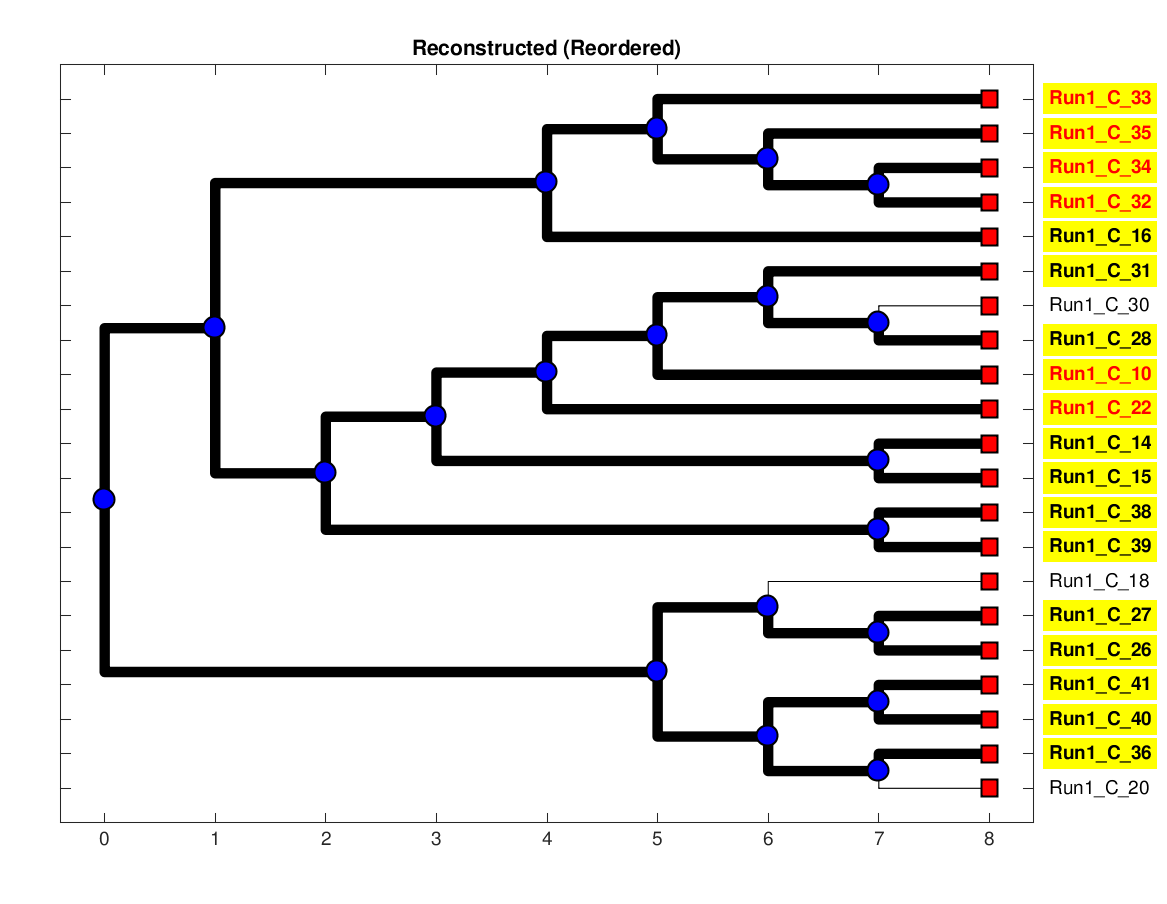 Reconstructed (Reordered)
Run1_C_33
Run1_C_35
Run1_C_34
Run1_C_32
Run1_C_16
Run1_C_31
Run1_C_30
Run1_C_28
Run1_C_10
Run1_C_22
Run1_C_14
Run1_C_15
Run1_C_38
Run1_C_39
Run1_C_18
Run1_C_27
Run1_C_26
Run1_C_41
Run1_C_40
Run1_C_36
Run1_C_20
0 1 2 3 4 5 6 7 8